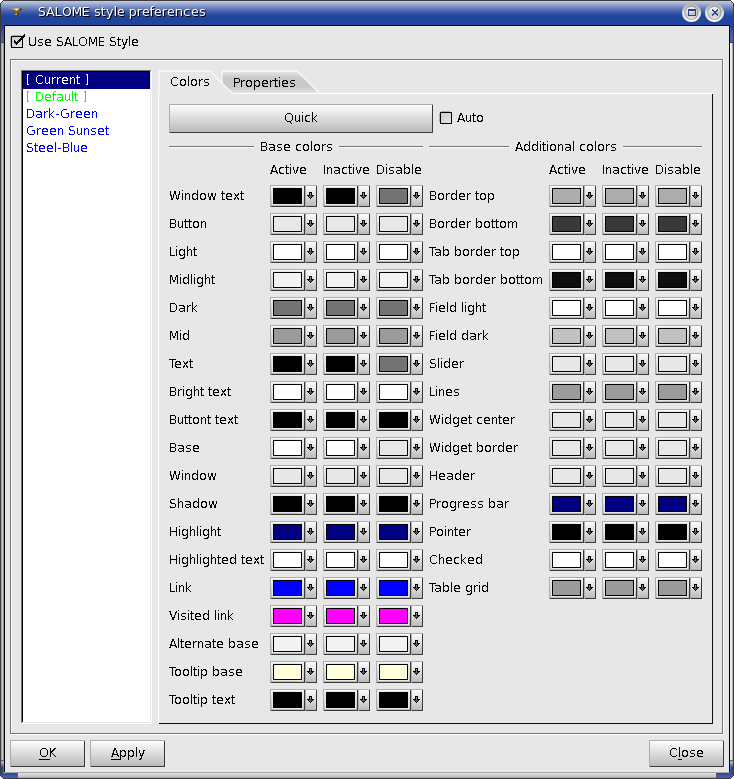 SALOME style preferences
Use SALOME Style
[ Current ]
[ Default ]
Dark-Green
Green Sunset
Steel-Blue
Colors Properties
Quick Auto
Base colors Additional colors
Active Inactive Disable Active Inactive Disable
Window text Border top
Button Border bottom
Light Tab border top
Midlight Tab border bottom
Dark Field light
Mid Field dark
Text Slider
Bright text Lines
Buttont text Widget center
Base Widget border
Window Header
Shadow Progress bar
Highlight Pointer
Highlighted text Checked
Link Table grid
Visited link
Alternate base
Tooltip base
Tooltip text
OK Apply Close